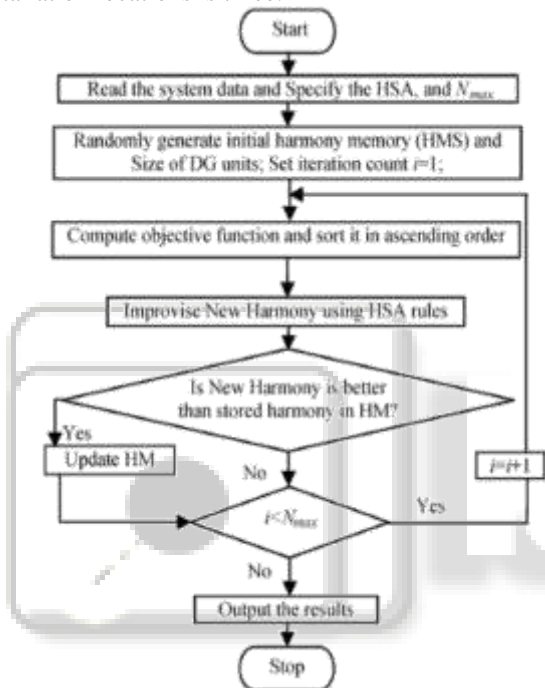 Start
Read the system data and Specify the HSA, and Nmax
Randomly generate initial harmony memory (HMS) and
Size of DG units; Set iteration count i=1;
Compute objective function and sort it in ascending order
Improvise New Harmony using HSA rules
Is New Harmony is better
than stored harmony in HM?
Yes
Update HM
No
i=i+1
i<Nmax
Yes
No
Output the results
Stop